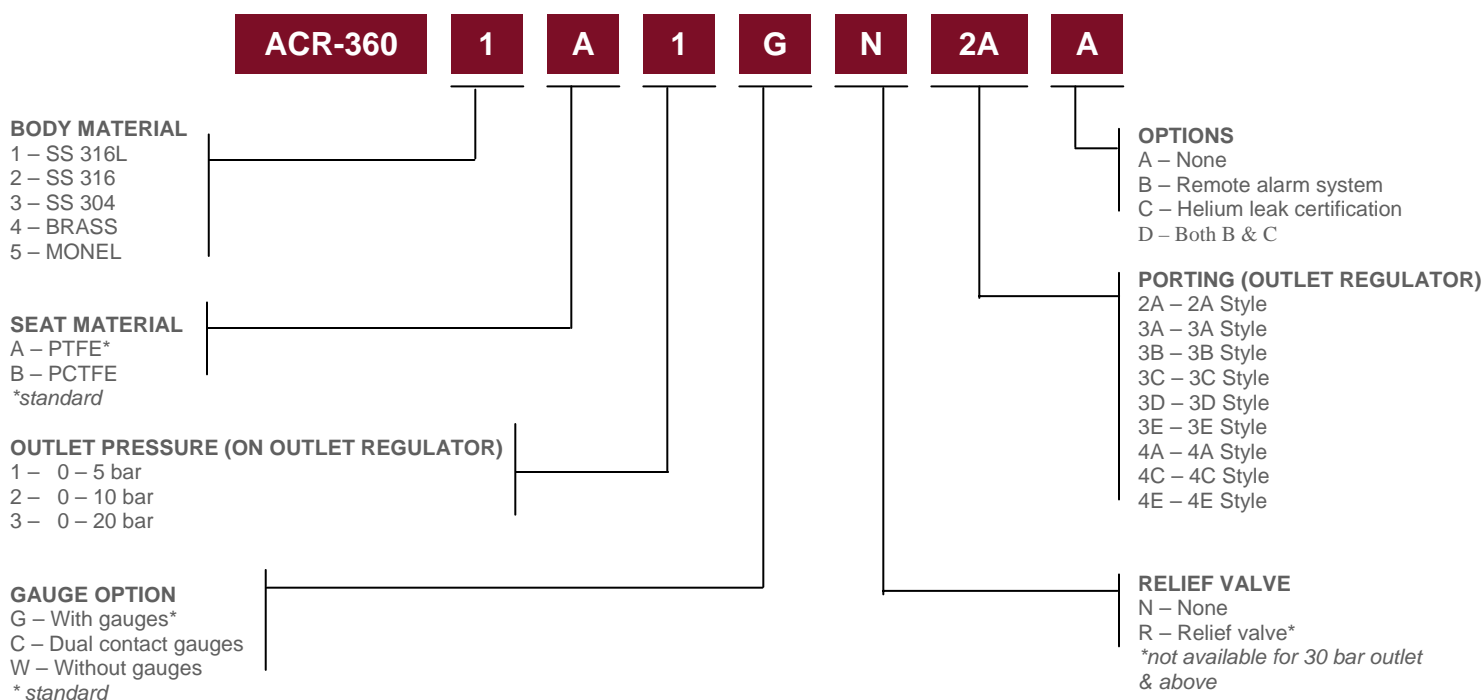 ACR-360 1 A 1 G N 2A A
BODY MATERIAL
1 – SS 316L
2 – SS 316
3 – SS 304
4 – BRASS
5 – MONEL
SEAT MATERIAL
A – PTFE*
B – PCTFE
*standard
OUTLET PRESSURE (ON OUTLET REGULATOR)
1 – 0 – 5 bar
2 – 0 – 10 bar
3 – 0 – 20 bar
GAUGE OPTION
G – With gauges*
C – Dual contact gauges
W – Without gauges
* standard
OPTIONS
A – None
B – Remote alarm system
C – Helium leak certification
D – Both B & C
PORTING (OUTLET REGULATOR)
2A – 2A Style
3A – 3A Style
3B – 3B Style
3C – 3C Style
3D – 3D Style
3E – 3E Style
4A – 4A Style
4C – 4C Style
4E – 4E Style
RELIEF VALVE
N – None
R – Relief valve*
*not available for 30 bar outlet
& above